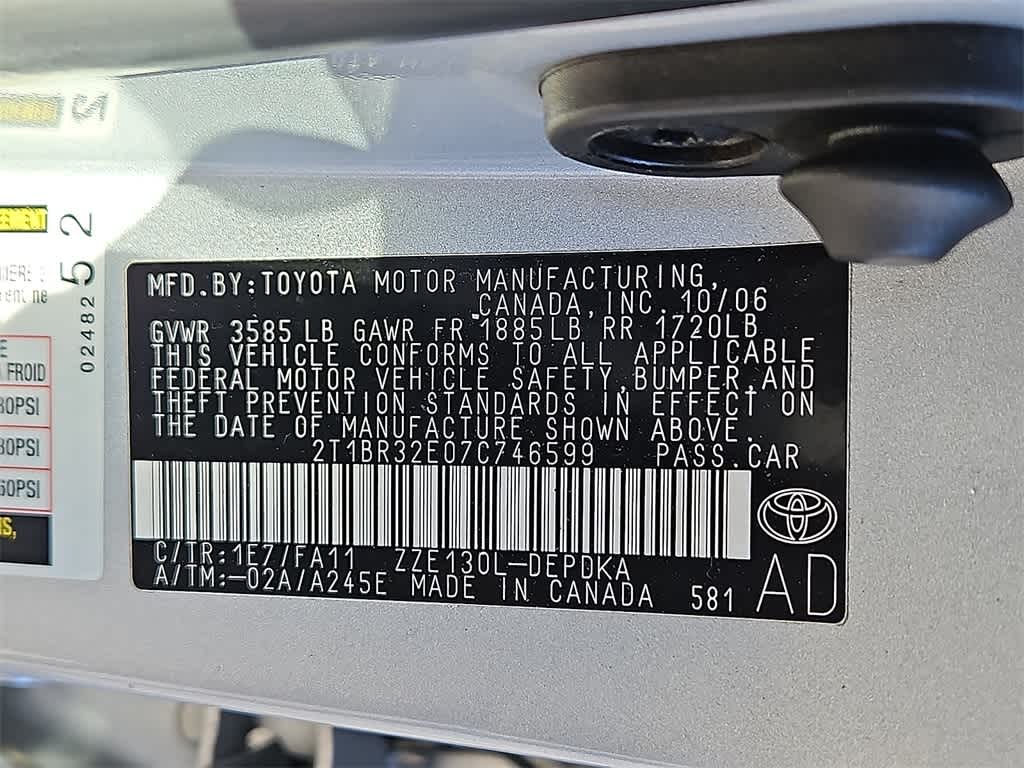 MFD.BY:TOYOTA MOTOR MANUFACTURING,
CANADA, INC. 10/06
GVWR 3585 LB GAWR FR 1885LB RR 1720LB
THIS VEHICLE CONFORMS TO ALL APPLICABLE
FEDERAL MOTOR VEHICLE SAFETY, BUMPER, AND
THEFT PREVENTION STANDARDS IN EFFECT ON
THE DATE OF MANUFACTURE SHOWN ABOVE.
2T1BR32E07C746599 PASS.CAR
C/TR:1E7/FA11 ZZE130L-DEPDKA
A/TM:-02A/A245E MADE IN CANADA 581 AD
02482 52
A FROID
60PSI